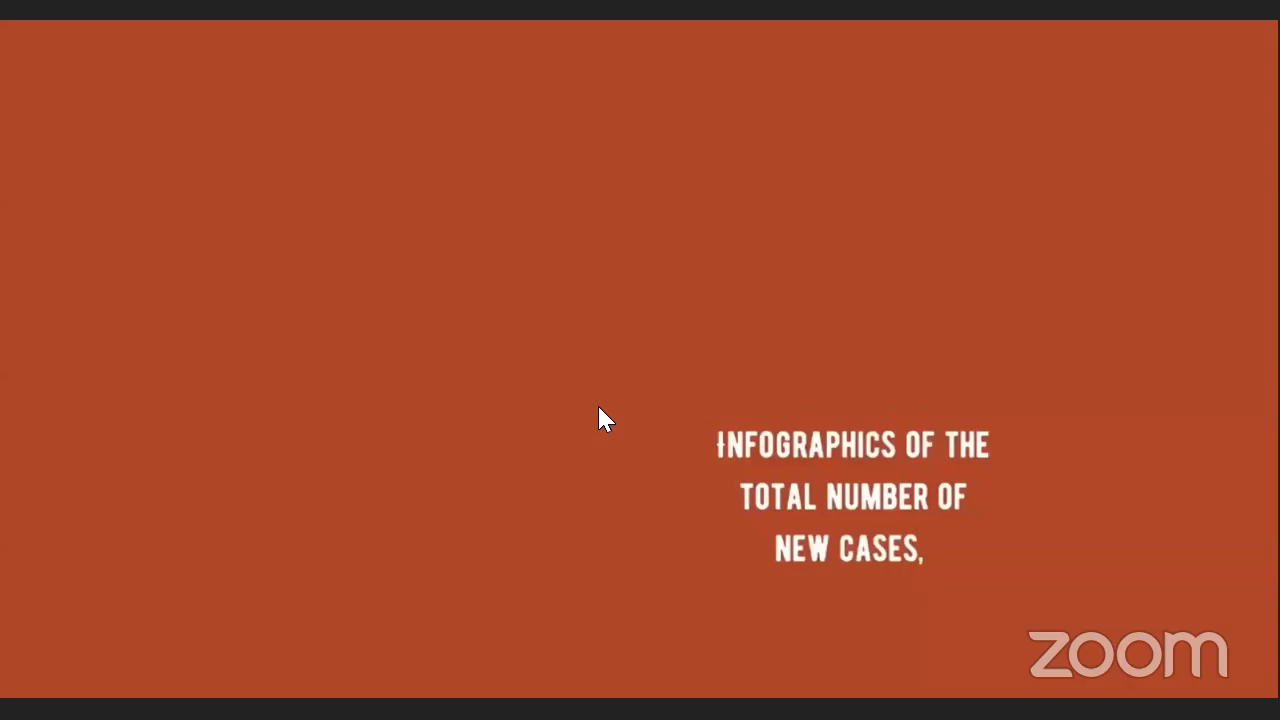 INFOGRAPHICS OF THE
TOTAL NUMBER OF
NEW CASES,
zoom